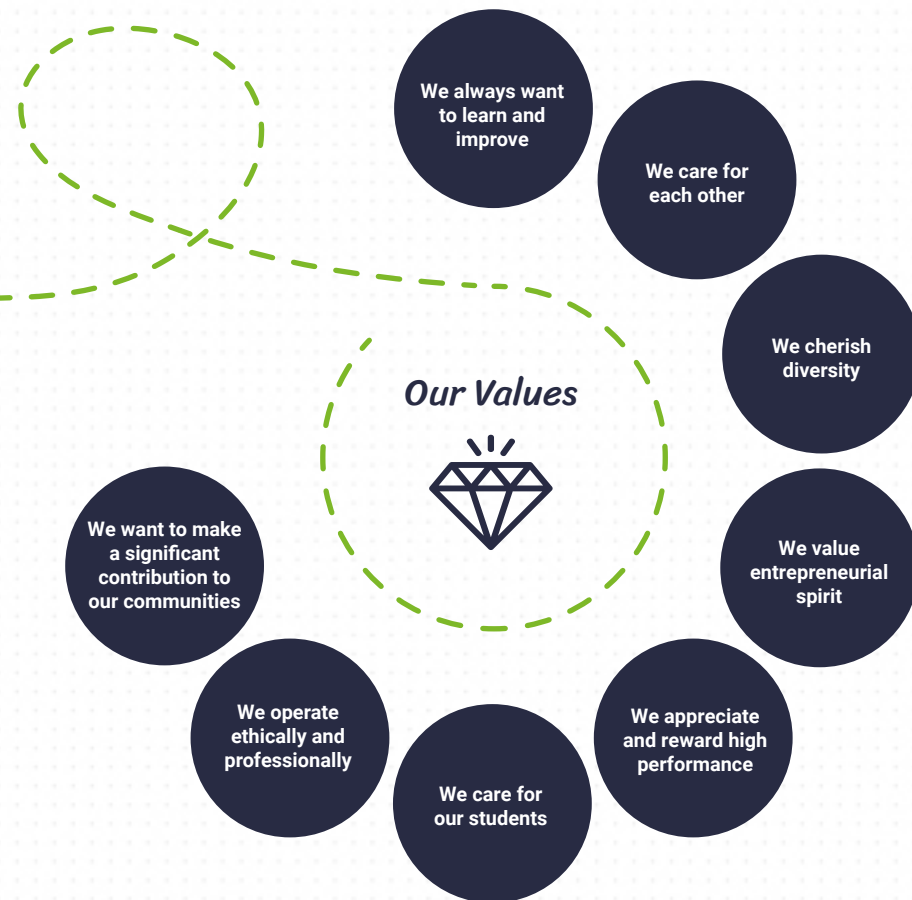 We always want
to learn and
improve
We care for
each other
We cherish
diversity
Our Values
We value
entrepreneurial
spirit
We want to make
a significant
contribution to
our communities
We operate
ethically and
professionally
We appreciate
and reward high
performance
We care for
our students